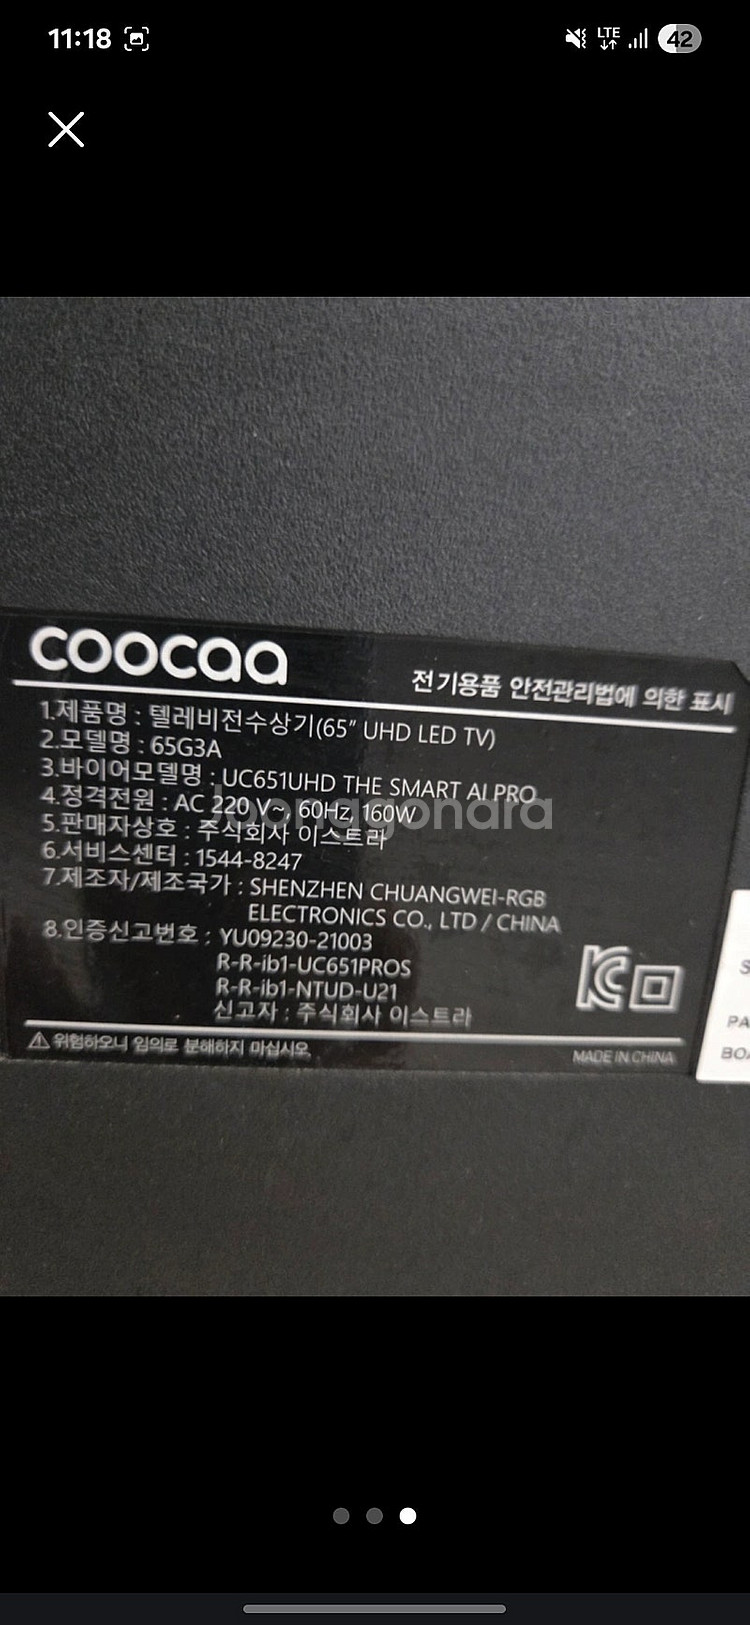 11:18
LTE
42
coocaa
전기용품 안전관리법에 의한 표시
1.제품명 : 텔레비전수상기(65" UHD LED TV)
2.모델명 : 65G3A
3.바이어모델명 : UC651UHD THE SMART AI PRO
4.정격전원 : AC 220 V~, 60Hz, 160W
Joongonara
5.판매자상호 : 주식회사 이스트라
6.서비스센터 : 1544-8247
7.제조자/제조국가 : SHENZHEN CHUANGWEI-RGB
ELECTRONICS CO., LTD / CHINA
8.인증신고번호 : YU09230-21003
R-R-ib1-UC651PROS
R-R-ib1-NTUD-U21
신고자 : 주식회사 이스트라
위험하오니 임의로 분해하지 마십시오.
MADE IN CHINA
S
PA
BOA